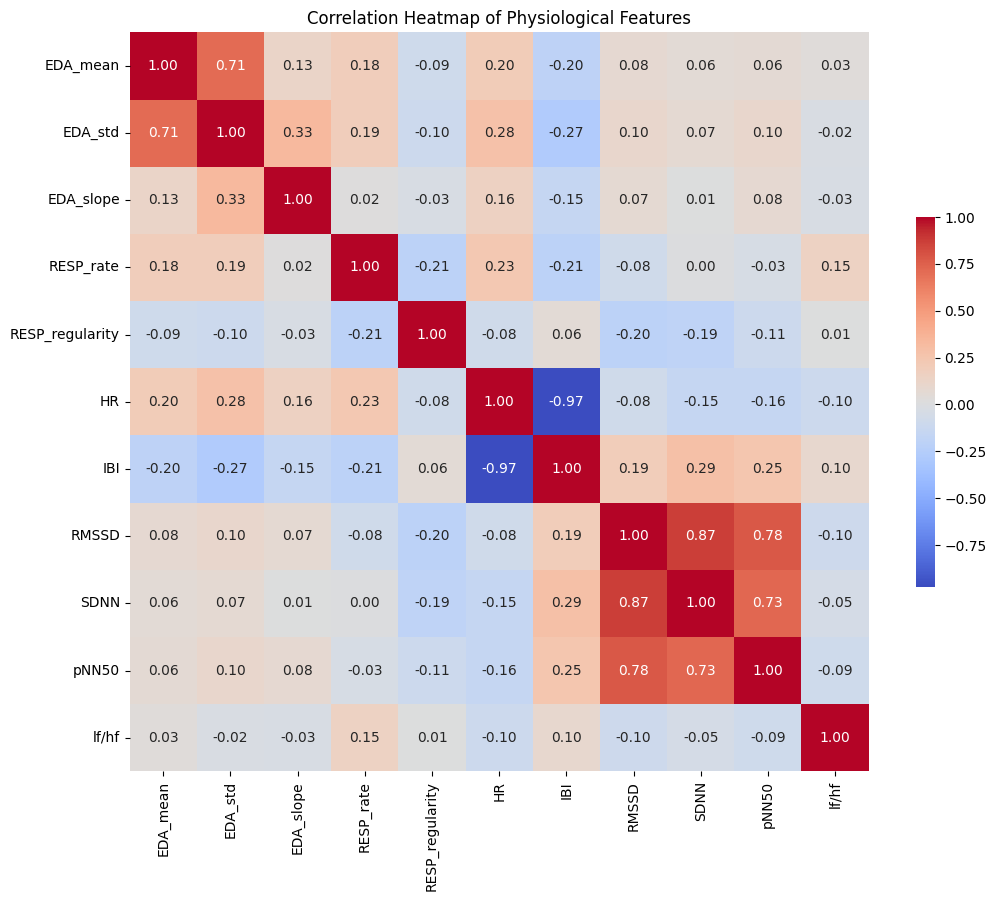 Correlation Heatmap of Physiological Features
EDA_mean 1.00 0.71 0.13 0.18 -0.09 0.20 -0.20 0.08 0.06 0.06 0.03
EDA_std 0.71 1.00 0.33 0.19 -0.10 0.28 -0.27 0.10 0.07 0.10 -0.02
EDA_slope 0.13 0.33 1.00 0.02 -0.03 0.16 -0.15 0.07 0.01 0.08 -0.03
RESP_rate 0.18 0.19 0.02 1.00 -0.21 0.23 -0.21 -0.08 0.00 -0.03 0.15
RESP_regularity -0.09 -0.10 -0.03 -0.21 1.00 -0.08 0.06 -0.20 -0.19 -0.11 0.01
HR 0.20 0.28 0.16 0.23 -0.08 1.00 -0.97 -0.08 -0.15 -0.16 -0.10
IBI -0.20 -0.27 -0.15 -0.21 0.06 -0.97 1.00 0.19 0.29 0.25 0.10
RMSSD 0.08 0.10 0.07 -0.08 -0.20 -0.08 0.19 1.00 0.87 0.78 -0.10
SDNN 0.06 0.07 0.01 0.00 -0.19 -0.15 0.29 0.87 1.00 0.73 -0.05
pNN50 0.06 0.10 0.08 -0.03 -0.11 -0.16 0.25 0.78 0.73 1.00 -0.09
lf/hf 0.03 -0.02 -0.03 0.15 0.01 -0.10 0.10 -0.10 -0.05 -0.09 1.00
EDA_mean EDA_std EDA_slope RESP_rate RESP_regularity HR IBI RMSSD SDNN pNN50 lf/hf
1.00
0.75
0.50
0.25
0.00
−0.25
−0.50
−0.75